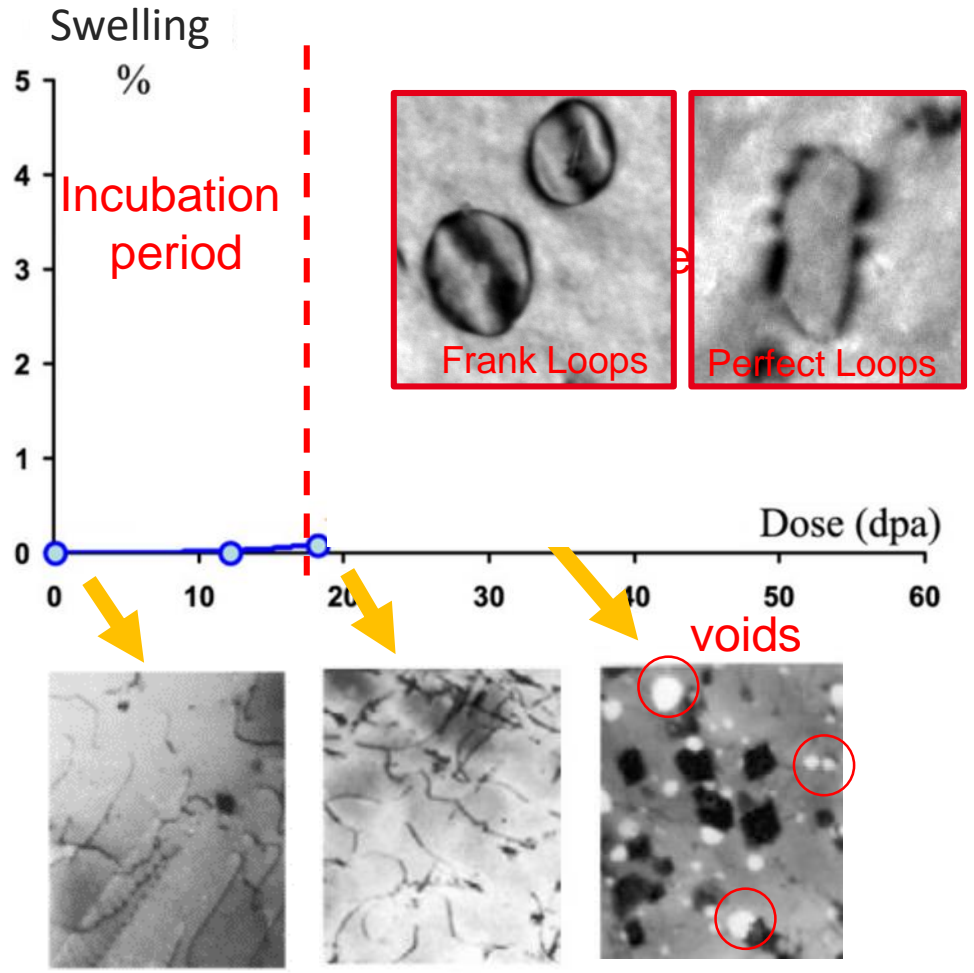 Swelling
%
5
4
3
2
1
0
Incubation
period
e
Frank Loops
Perfect Loops
Dose (dpa)
0 10 20 30 40 50 60
voids